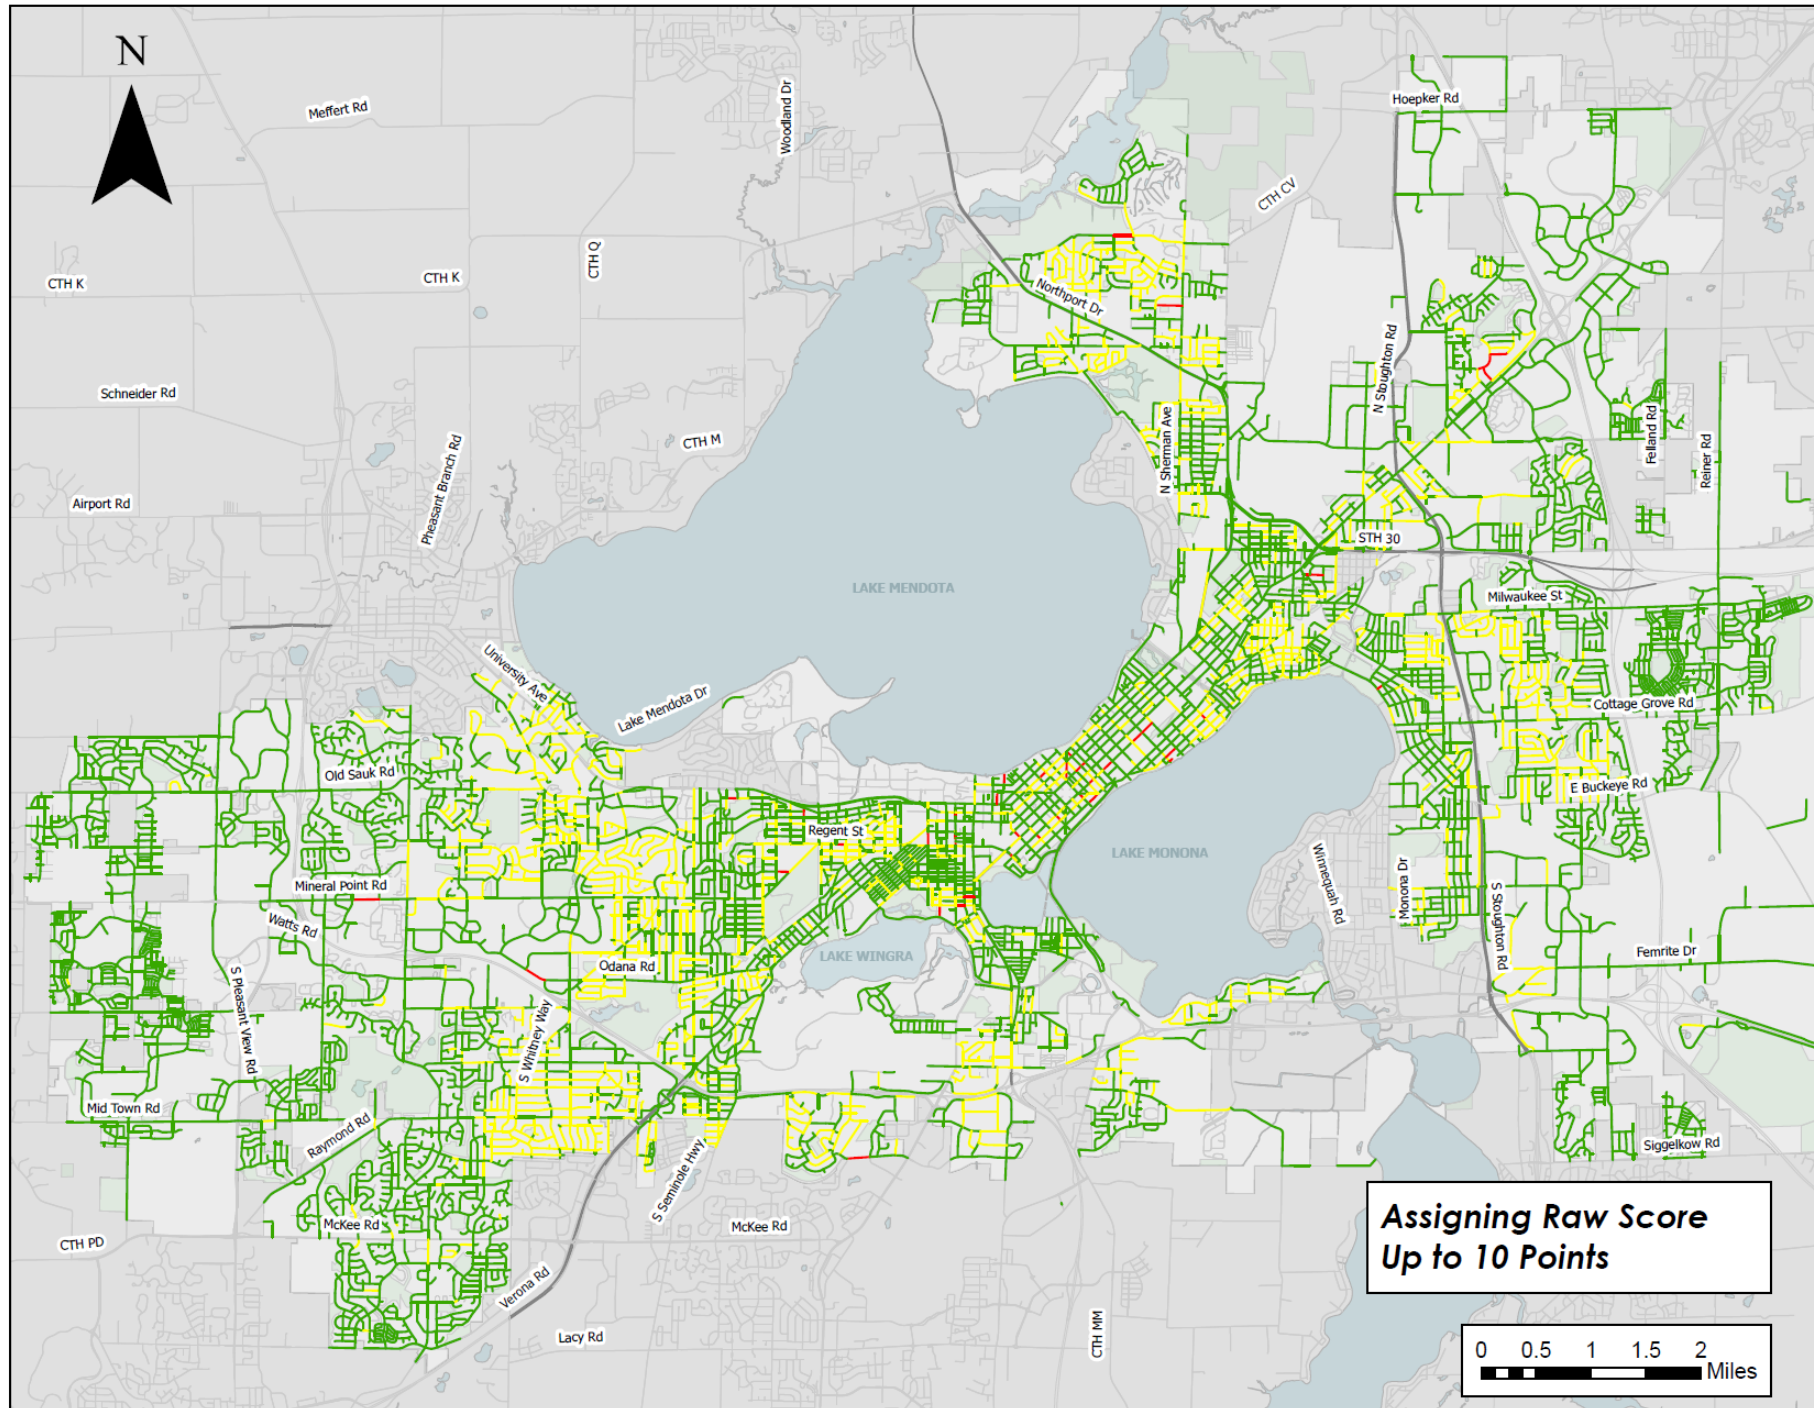 N
Meffert Rd
Woodland Dr
Hoepker Rd
CTH CV
CTH K
CTH K
CTH Q
Northport Dr
N Stoughton Rd
Schneider Rd
CTH M
Pheasant Branch Rd
N Sherman Ave
Felland Rd
Reiner Rd
Airport Rd
STH 30
LAKE MENDOTA
Milwaukee St
University Ave
Lake Mendota Dr
Cottage Grove Rd
Old Sauk Rd
E Buckeye Rd
Regent St
LAKE MONONA
Mineral Point Rd
Winnequah Rd
Monona Dr
S Stoughton Rd
Watts Rd
LAKE WINGRA
Odana Rd
Femrite Dr
S Pleasant View Rd
S Whitney Way
Mid Town Rd
Raymond Rd
S Seminole Hwy
Siggelkow Rd
McKee Rd
McKee Rd
CTH PD
Verona Rd
Lacy Rd
CTH MM
Assigning Raw Score
Up to 10 Points
0 0.5 1 1.5 2
Miles